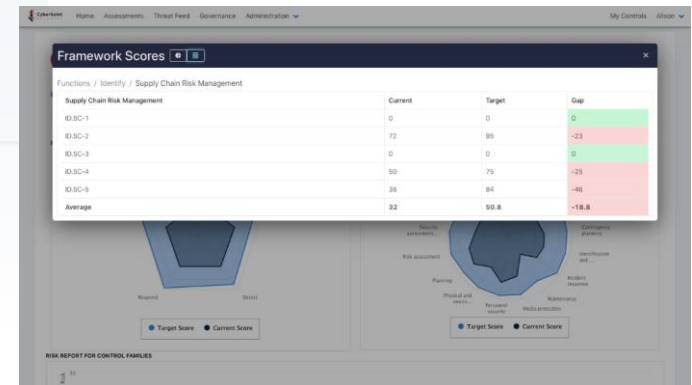 Cyberhoist Home Assessments Threat Feed Governance Administration My Controls Alison
Framework Scores ×
Functions / Identify / Supply Chain Risk Management
Supply Chain Risk Management Current Target Gap
ID.SC-1 0 0 0
ID.SC-2 72 95 -23
ID.SC-3 0 0 0
ID.SC-4 50 75 -25
ID.SC-5 38 84 -46
Average 32 50.8 -18.8
Security assessment... Contingency planning
Risk assessment Identification and ...
Planning Incident response
Physical and Maintenance
Personnel security Media protection
Respond Detect
Target Score Current Score Target Score Current Score
RISK REPORT FOR CONTROL FAMILIES
Risk